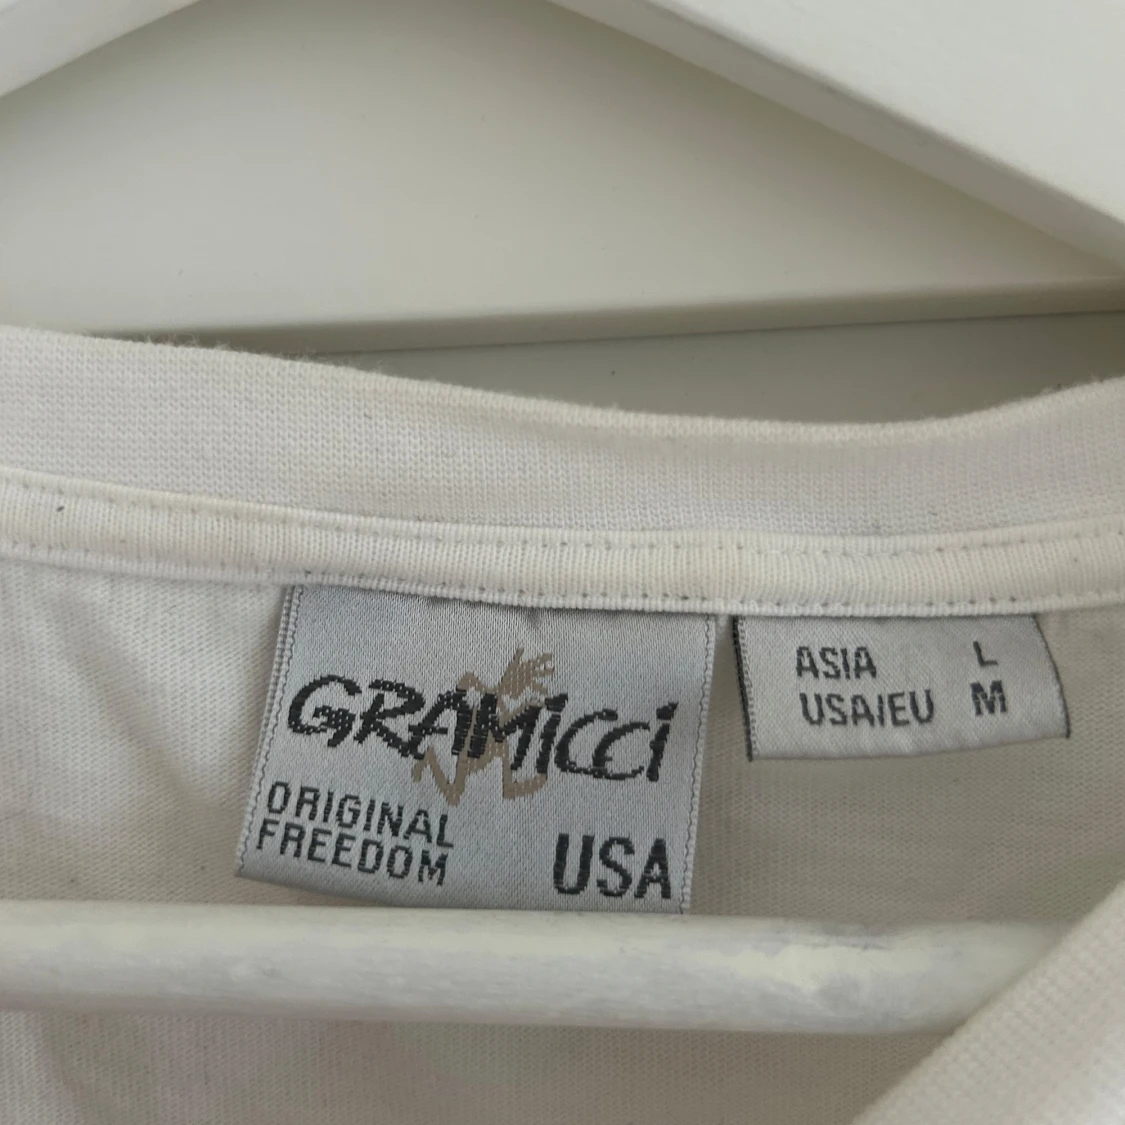 GRAMICCI
ORIGINAL
FREEDOM
USA
ASIA L
USA/EU M